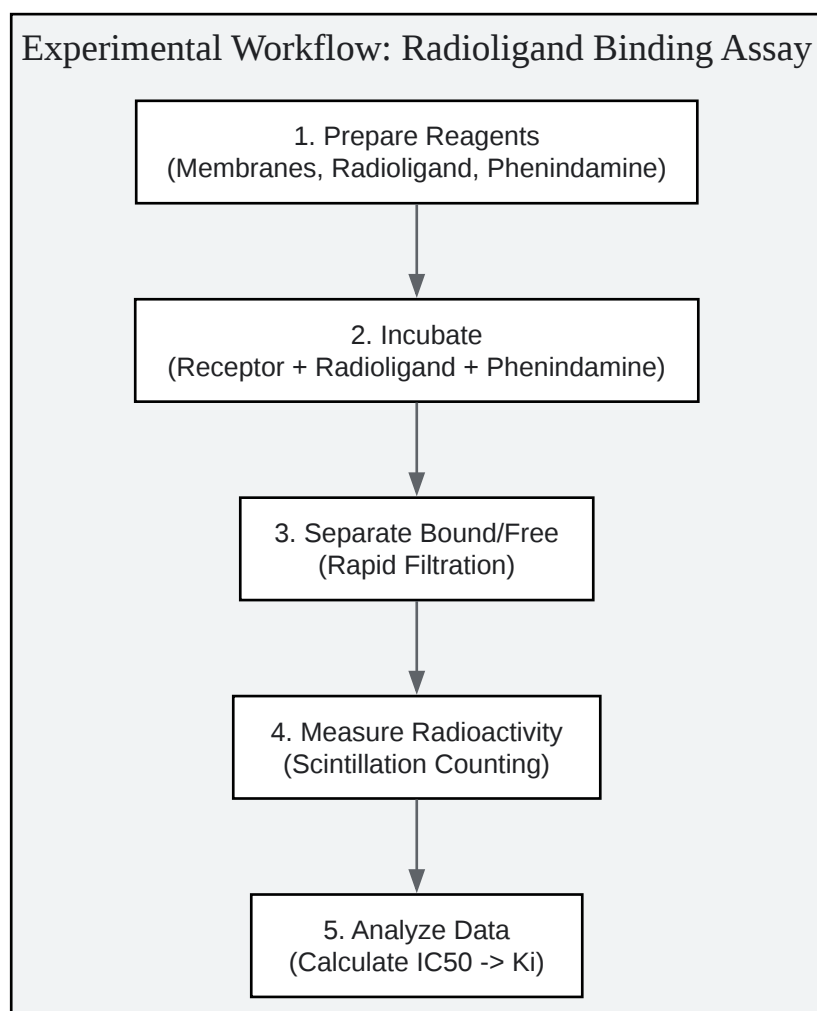 Experimental Workflow: Radioligand Binding Assay
1. Prepare Reagents
(Membranes, Radioligand, Phenindamine)
2. Incubate
(Receptor + Radioligand + Phenindamine)
3. Separate Bound/Free
(Rapid Filtration)
4. Measure Radioactivity
(Scintillation Counting)
5. Analyze Data
(Calculate IC50 -> Ki)